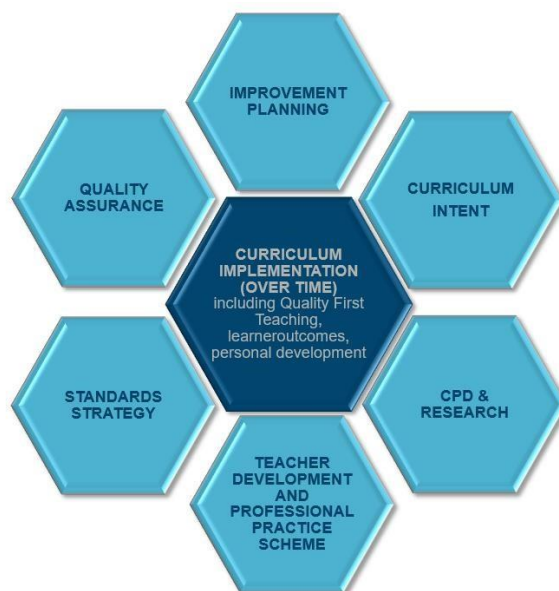 IMPROVEMENT
PLANNING
QUALITY
ASSURANCE
CURRICULUM
INTENT
CURRICULUM
IMPLEMENTATION
(OVER TIME)
including Quality First
Teaching,
learneroutcomes,
personal development
STANDARDS
STRATEGY
CPD &
RESEARCH
TEACHER
DEVELOPMENT
AND
PROFESSIONAL
PRACTICE
SCHEME